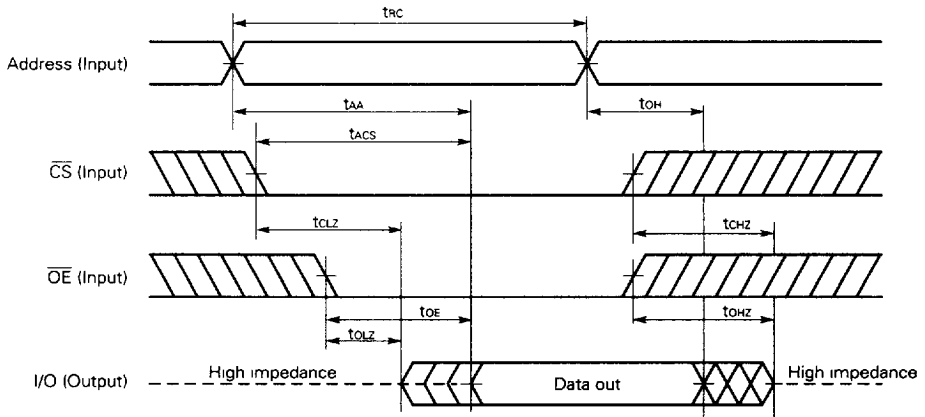 tRC
Address (Input)
tAA
tOH
tACS
CS (Input)
tCLZ
tCHZ
OE (Input)
tOE
tOHZ
tOLZ
I/O (Output)
High impedance
Data out
High impedance